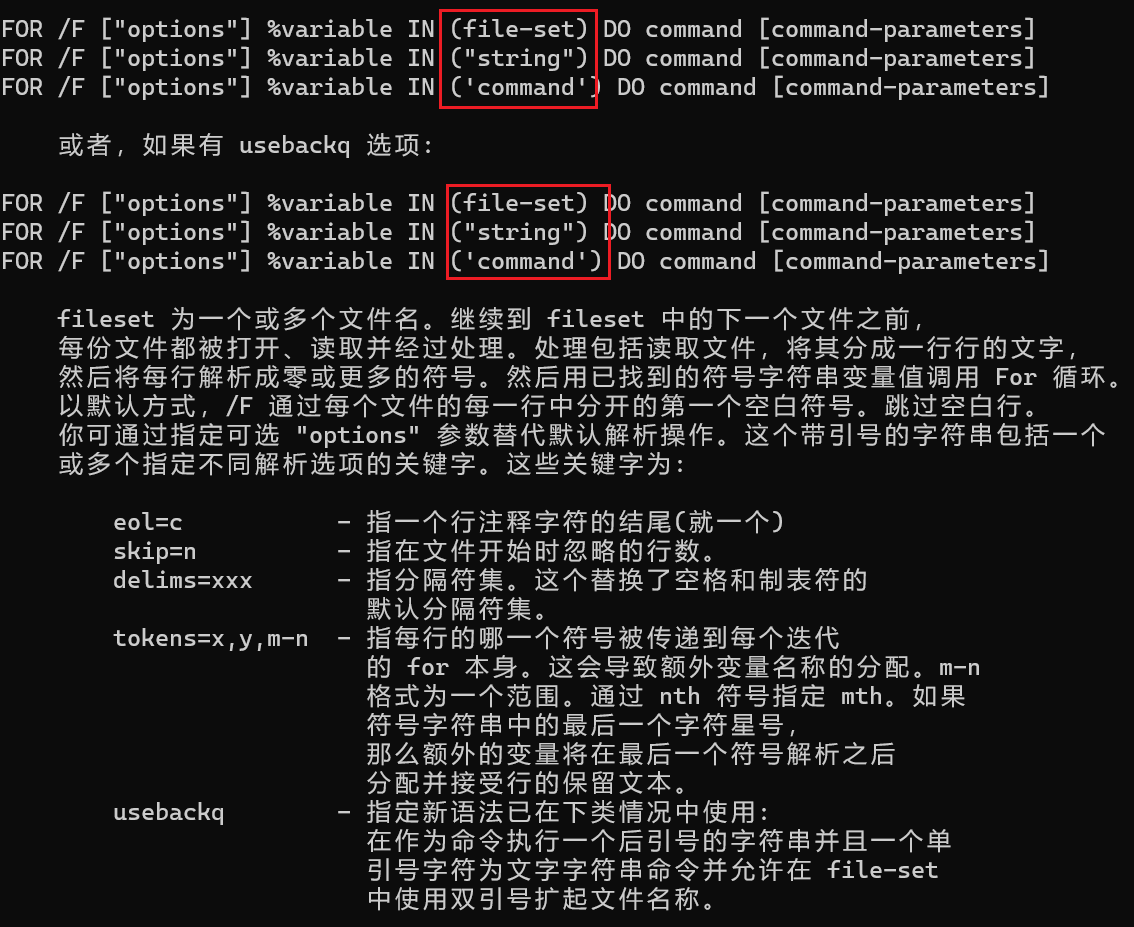 FOR /F ["options"] %variable IN (file-set) DO command [command-parameters]
FOR /F ["options"] %variable IN ("string") DO command [command-parameters]
FOR /F ["options"] %variable IN ('command') DO command [command-parameters]
或者，如果有 usebackq 选项:
FOR /F ["options"] %variable IN (file-set) DO command [command-parameters]
FOR /F ["options"] %variable IN ("string") DO command [command-parameters]
FOR /F ["options"] %variable IN ('command') DO command [command-parameters]
fileset 为一个或多个文件名。继续到 fileset 中的下一个文件之前，
每份文件都被打开、读取并经过处理。处理包括读取文件，将其分成一行行的文字，
然后将每行解析成零或更多的符号。然后用已找到的符号字符串变量值调用 For 循环。
以默认方式，/F 通过每个文件的每一行中分开的第一个空白符号。跳过空白行。
你可通过指定可选 "options" 参数替代默认解析操作。这个带引号的字符串包括一个
或多个指定不同解析选项的关键字。这些关键字为:
eol=c - 指一个行注释字符的结尾(就一个)
skip=n - 指在文件开始时忽略的行数。
delims=xxx - 指分隔符集。这个替换了空格和制表符的
默认分隔符集。
tokens=x,y,m-n - 指每行的哪一个符号被传递到每个迭代
的 for 本身。这会导致额外变量名称的分配。m-n
格式为一个范围。通过 nth 符号指定 mth。如果
符号字符串中的最后一个字符星号，
那么额外的变量将在最后一个符号解析之后
分配并接受行的保留文本。
usebackq - 指定新语法已在下类情况中使用:
在作为命令执行一个后引号的字符串并且一个单
引号字符为文字字符串命令并允许在 file-set
中使用双引号扩起文件名称。